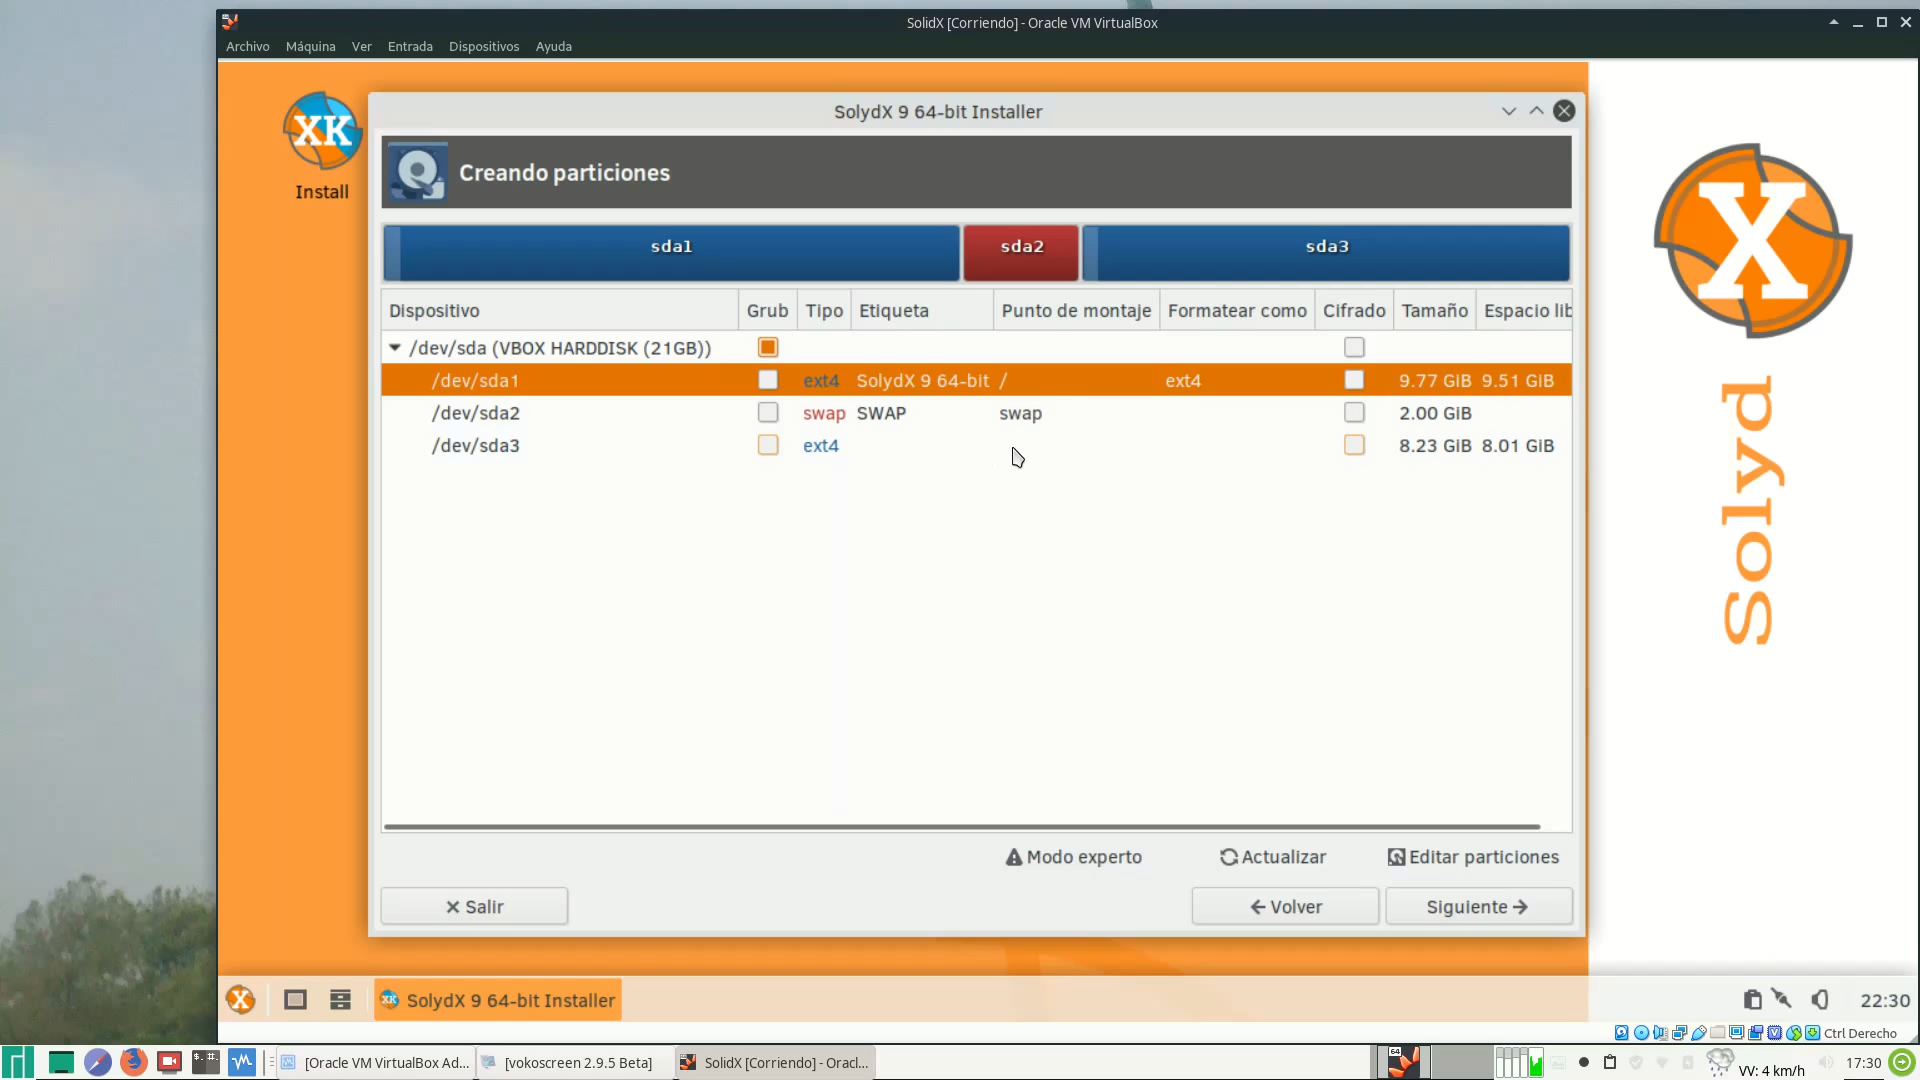 SolidX [Corriendo] - Oracle VM VirtualBox
Archivo Máquina Ver Entrada Dispositivos Ayuda
XK
Install
SolydX 9 64-bit Installer
Creando particiones
sda1 sda2 sda3
Dispositivo Grub Tipo Etiqueta Punto de montaje Formatear como Cifrado Tamaño Espacio lib
/dev/sda (VBOX HARDDISK (21GB))
/dev/sda1 ext4 SolydX 9 64-bit / ext4 9.77 GiB 9.51 GiB
/dev/sda2 swap SWAP swap 2.00 GiB
/dev/sda3 ext4 8.23 GiB 8.01 GiB
Modo experto Actualizar Editar particiones
Salir Volver Siguiente
X
Solyd
SolydX 9 64-bit Installer
22:30
Ctrl Derecho
[Oracle VM VirtualBox Ad... [vokoscreen 2.9.5 Beta] SolidX [Corriendo] - Oracl...
64
VV: 4 km/h
17:30